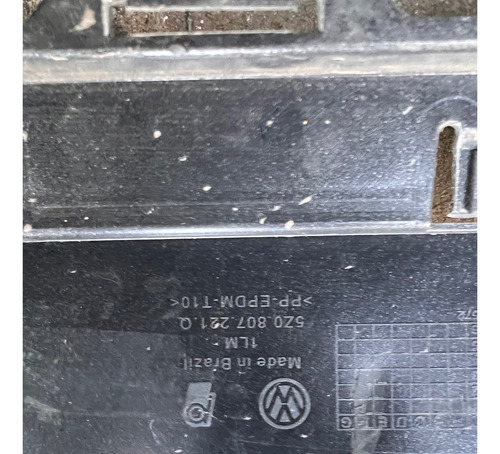 Made in Brazil
1LM
5Z0.807.221.Q
>PP-EPDM-T10<